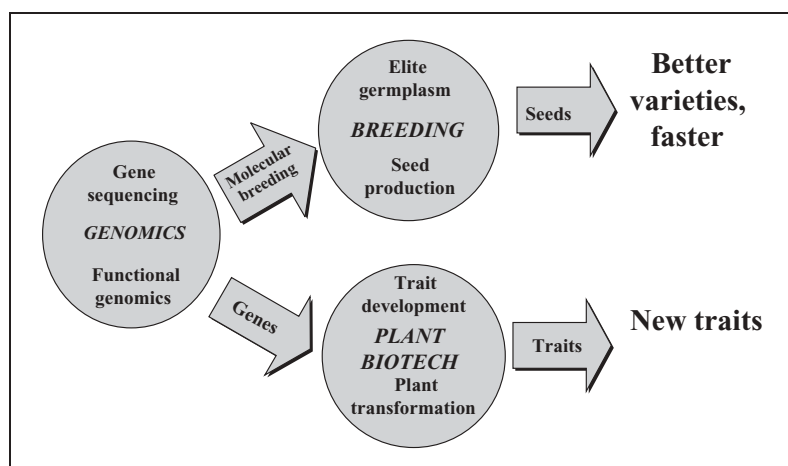 Gene
sequencing
GENOMICS
Functional
genomics
Molecular
breeding
Elite
germplasm
BREEDING
Seed
production
Seeds
Better
varieties,
faster
Genes
Trait
development
PLANT
BIOTECH
Plant
transformation
Traits
New traits